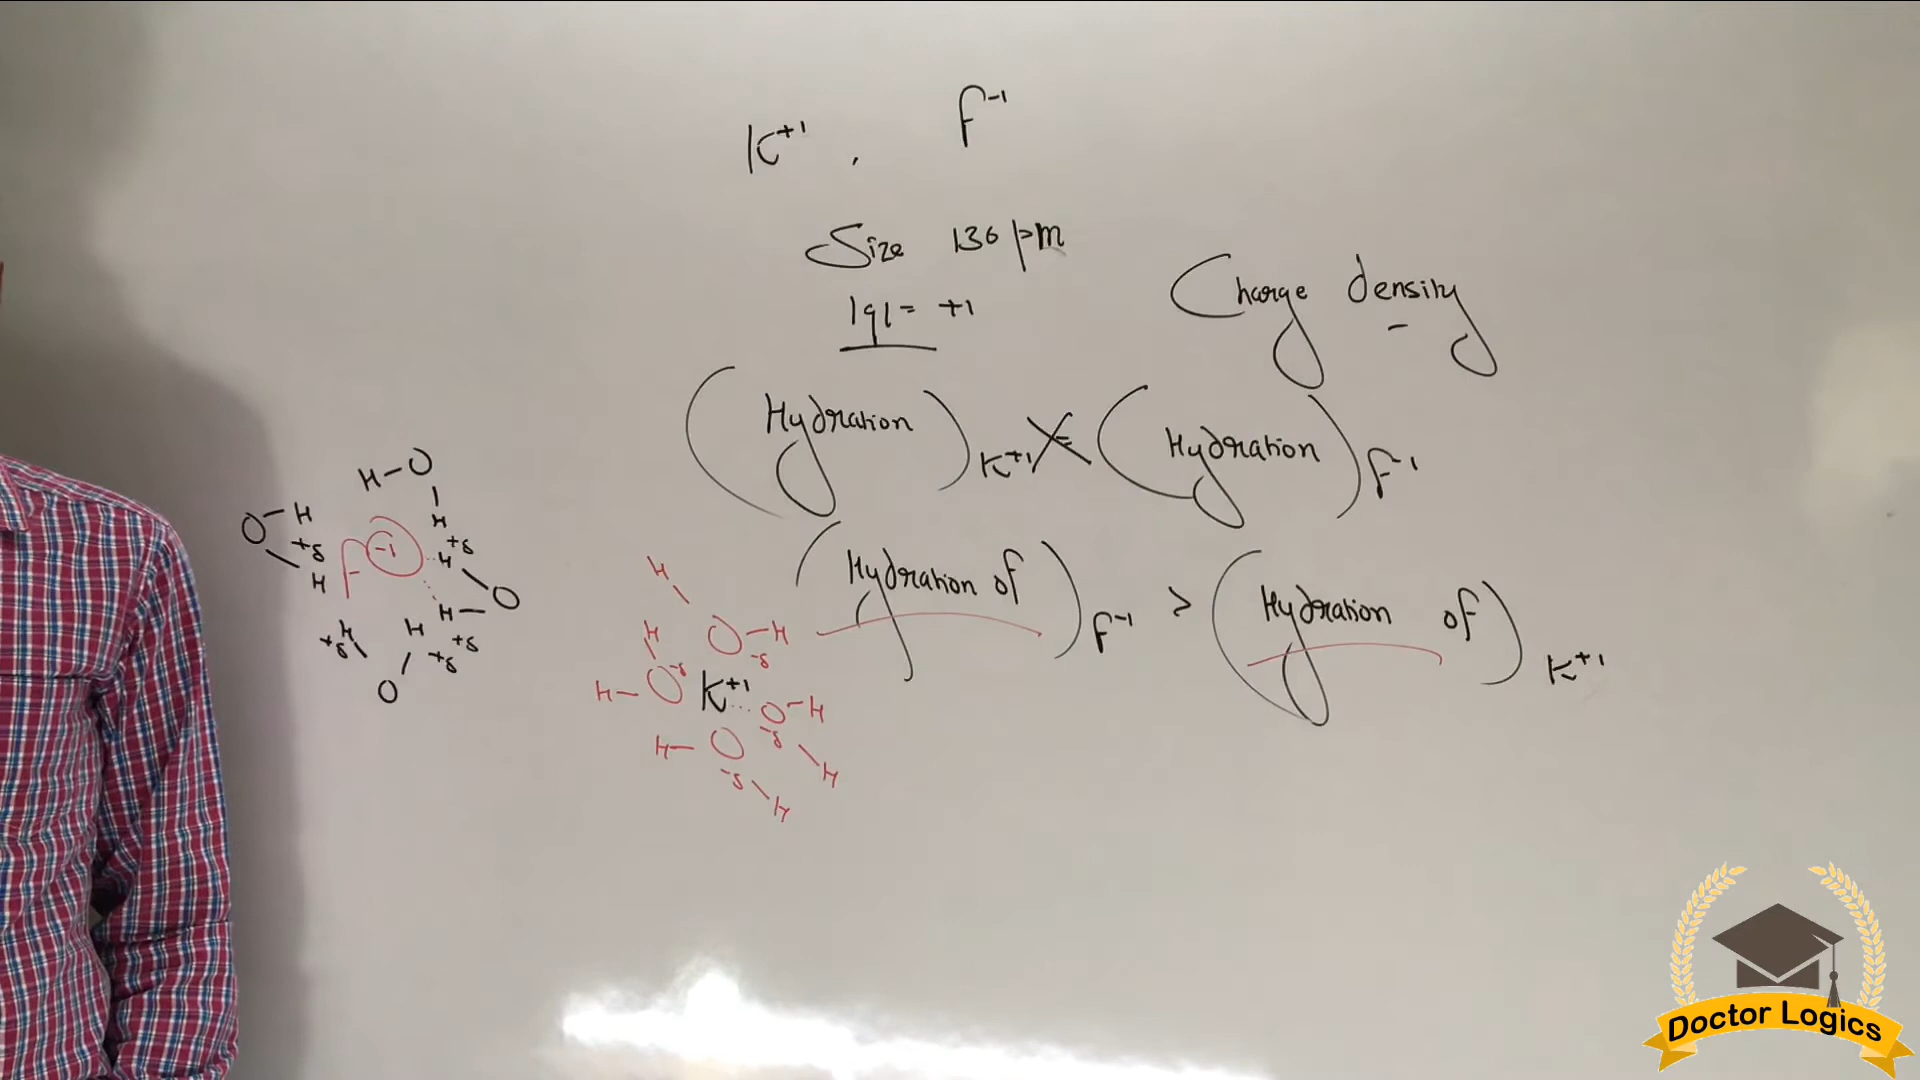 K+1 , F-1
Size 136 pm
|q| = +1
Charge density
(Hydration)K+1 = (Hydration)F-1
(Hydration of)F-1 > (Hydration of)K+1
H-O
H
O-H
+δ
H
F -1
+δ
H
O
H
H
+δ
H
+δ
+δ
O
H
H
O-H
-δ
H-O
-δ
K+1
O-H
-δ
H
H-O
-δ
H
Doctor Logics